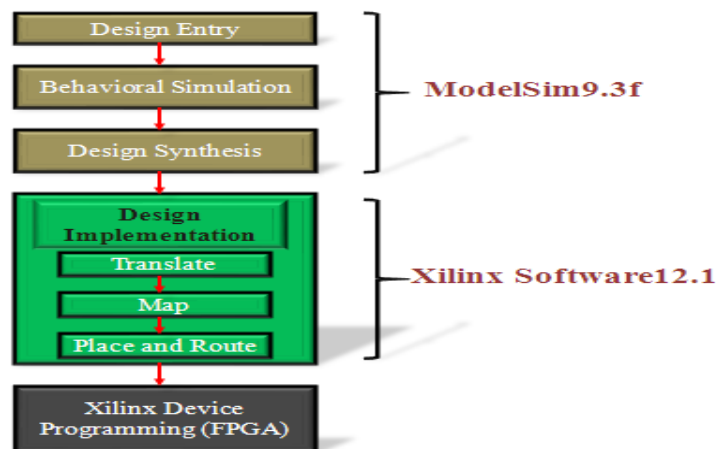 Design Entry
Behavioral Simulation
ModelSim9.3f
Design Synthesis
Design
Implementation
Translate
Xilinx Software12.1
Map
Place and Route
Xilinx Device
Programming (FPGA)